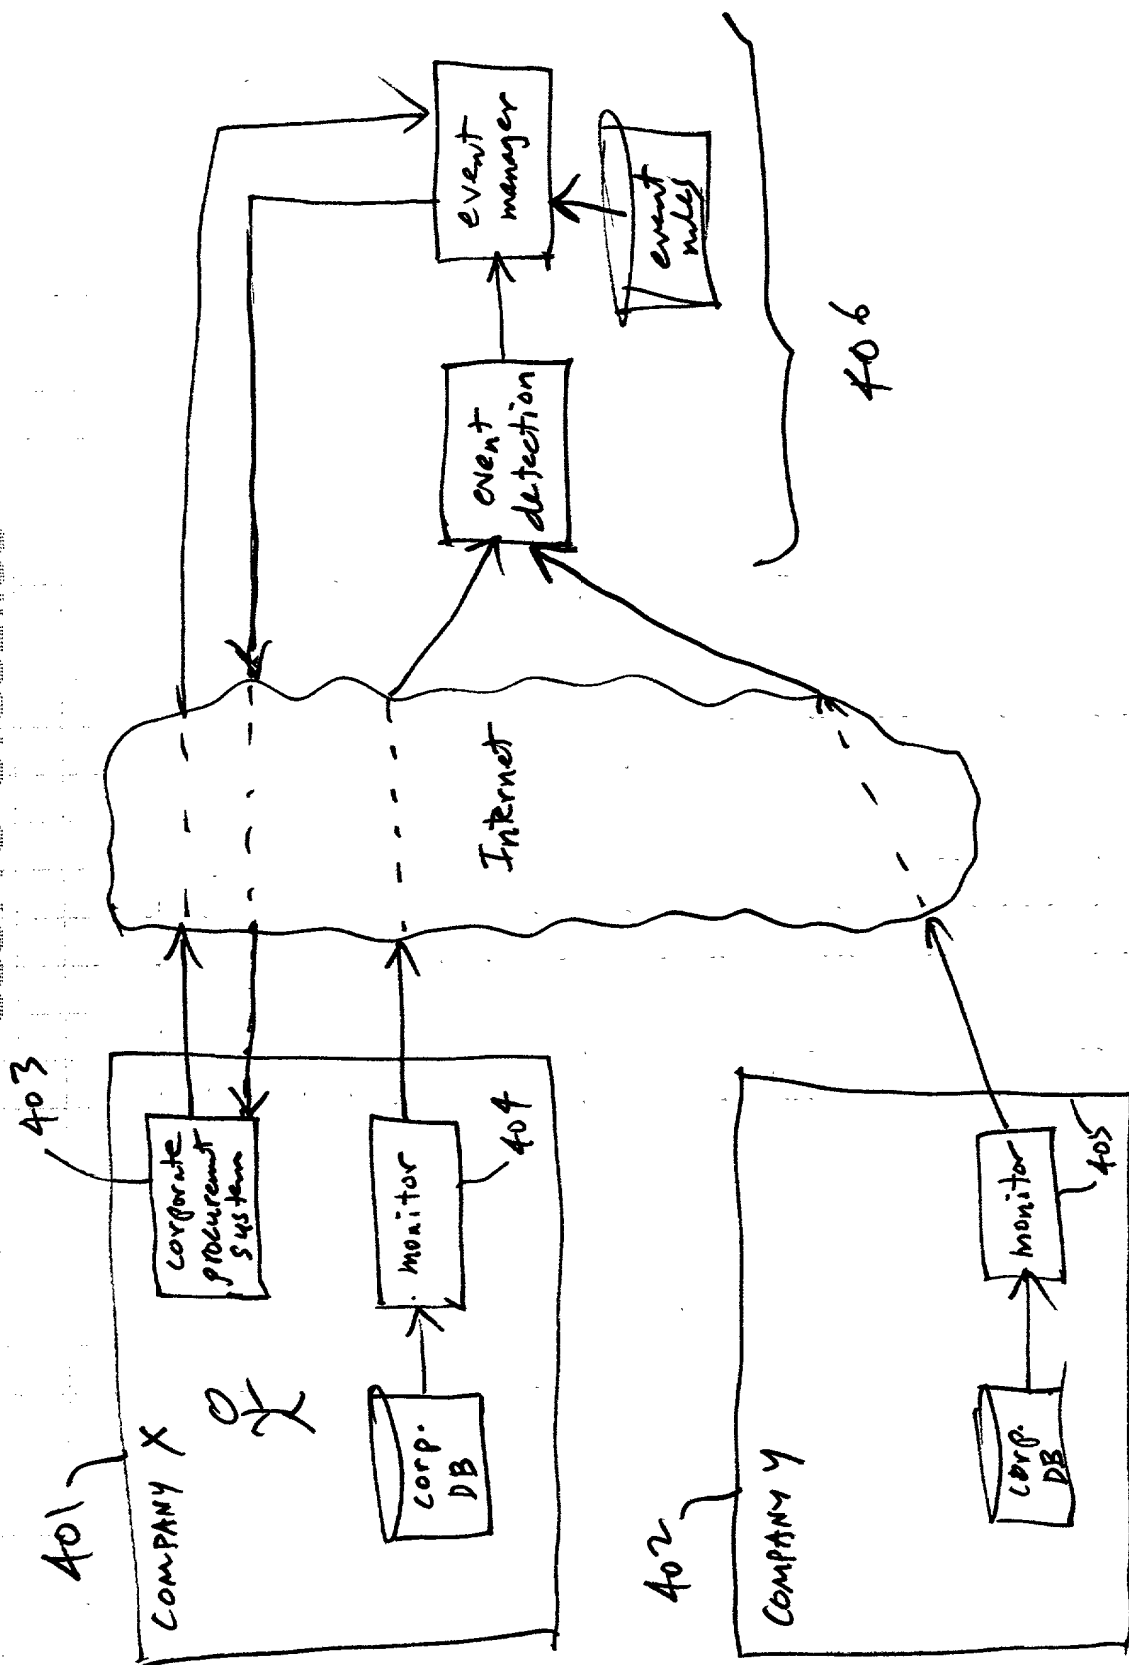 401
COMPANY X
403
corporate
procurement
system
corp.
DB
monitor
404
402
COMPANY Y
corp.
DB
monitor
405
Internet
event
detection
event
manager
event
rules
406